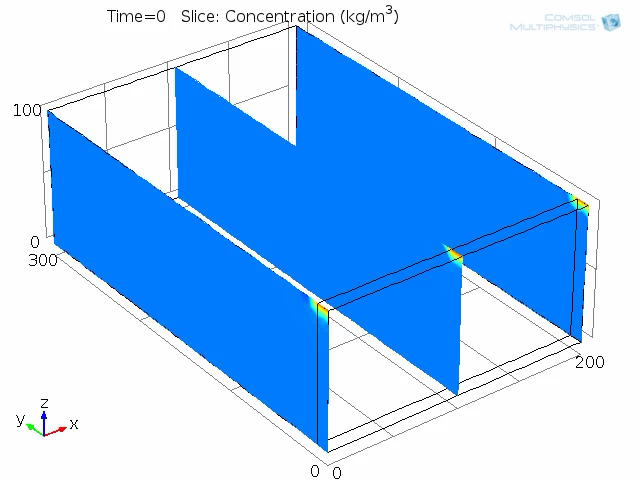 Time=0 Slice: Concentration (kg/m³)
COMSOL
MULTIPHYSICS
100
0
300
200
z
y
x
0
0